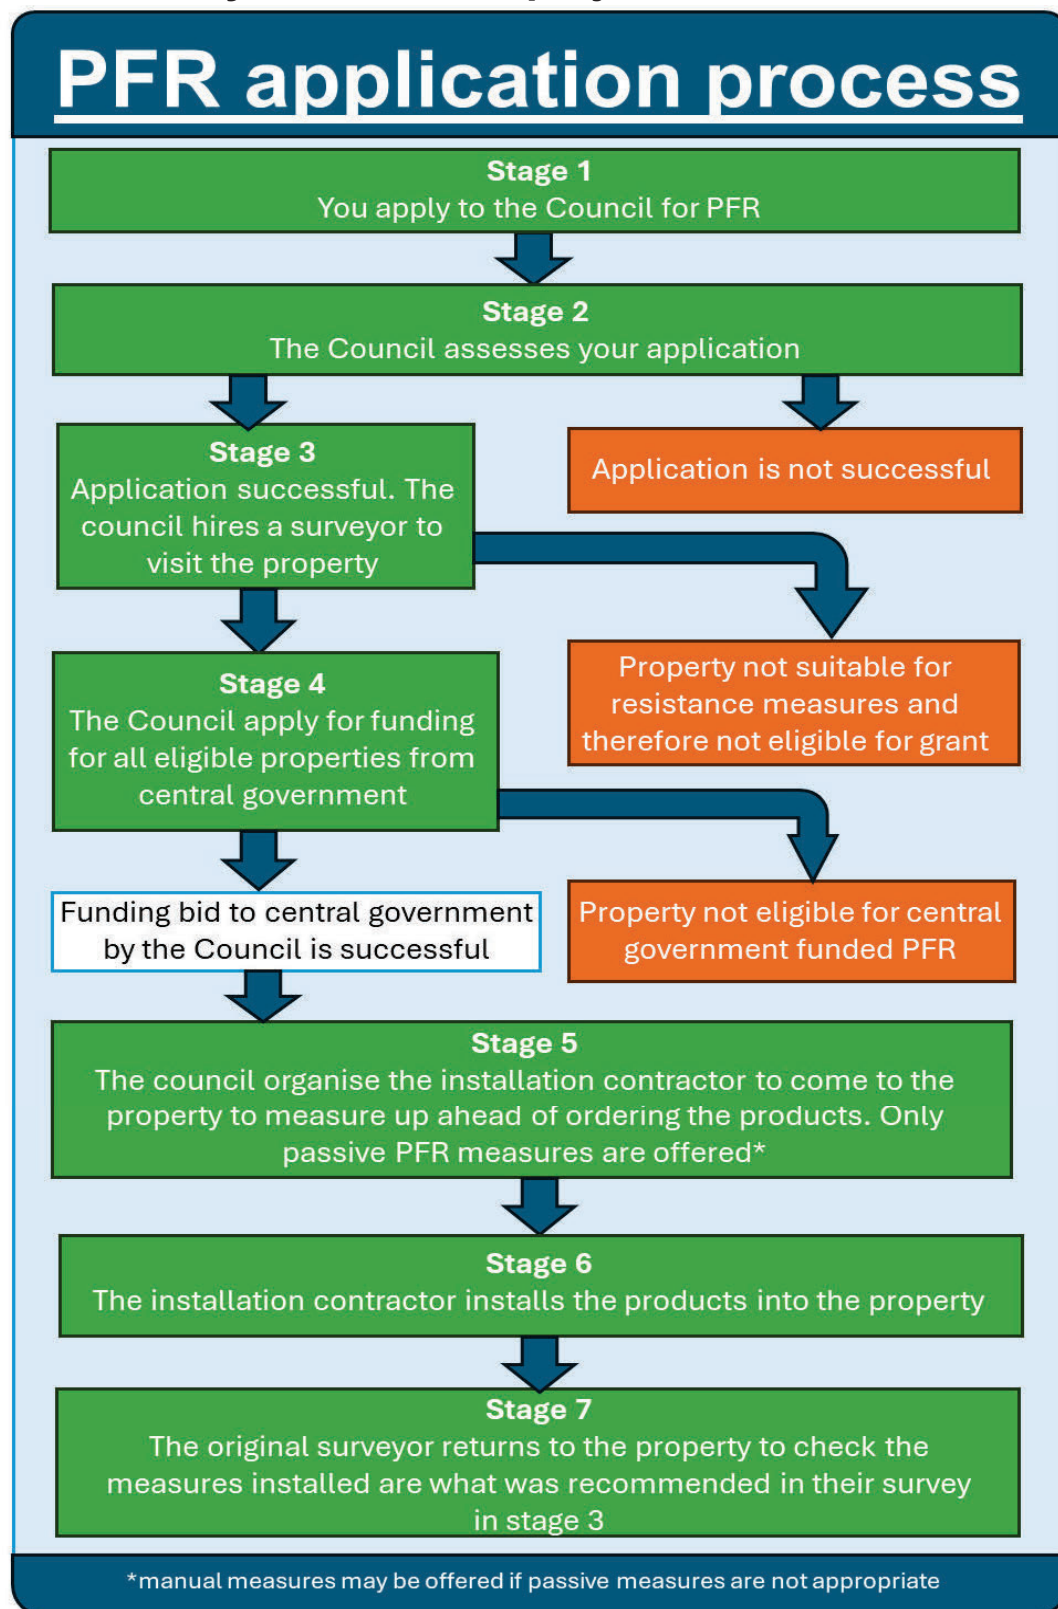 PFR application process
Stage 1
You apply to the Council for PFR
Stage 2
The Council assesses your application
Stage 3
Application successful. The
council hires a surveyor to
visit the property
Application is not successful
Stage 4
The Council apply for funding
for all eligible properties from
central government
Property not suitable for
resistance measures and
therefore not eligible for grant
Funding bid to central government
by the Council is successful
Property not eligible for central
government funded PFR
Stage 5
The council organise the installation contractor to come to the
property to measure up ahead of ordering the products. Only
passive PFR measures are offered*
Stage 6
The installation contractor installs the products into the property
Stage 7
The original surveyor returns to the property to check the
measures installed are what was recommended in their survey
in stage 3
*manual measures may be offered if passive measures are not appropriate